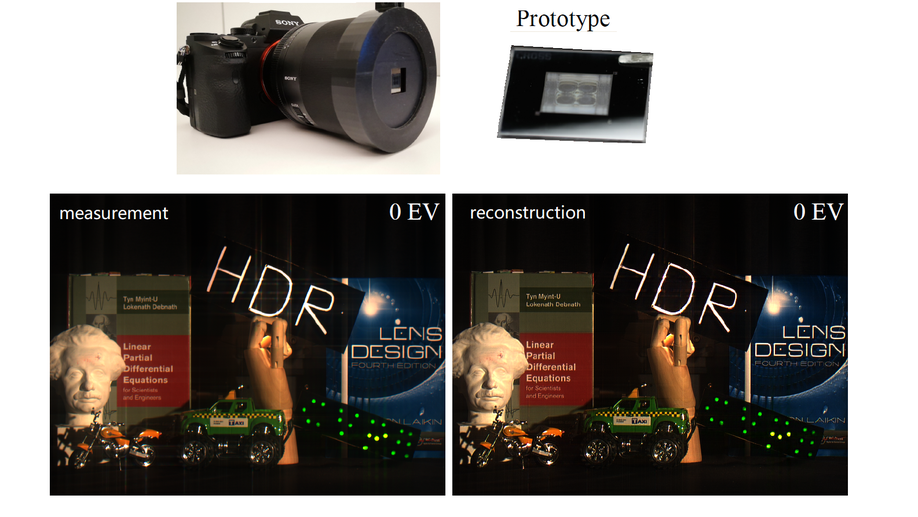 Prototype
SONY
SONY
measurement
0 EV
HDR
Tyn Myint-U
Lokenath Debnath
Linear
Partial
Differential
Equations
for Scientists
and Engineers
LENS
DESIGN
FOURTH EDITION
LAIKIN
TAXI
reconstruction
0 EV
HDR
Tyn Myint-U
Lokenath Debnath
Linear
Partial
Differential
Equations
for Scientists
and Engineers
LENS
DESIGN
FOURTH EDITION
LAIKIN
TAXI